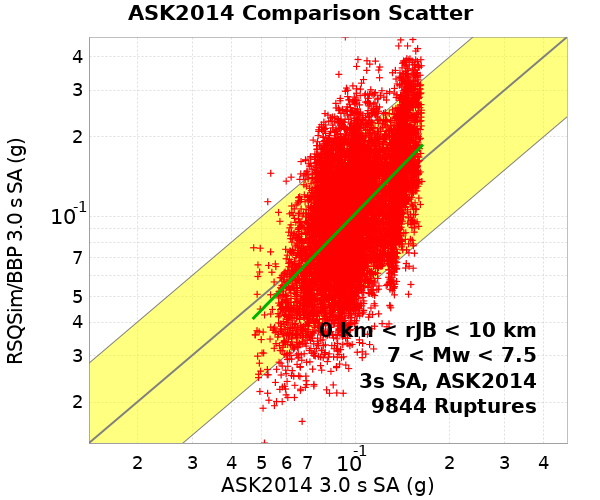 ASK2014 Comparison Scatter
RSQSim/BBP 3.0 s SA (g)
4
3
2
10-1
7
5
4
3
2
0 km < rJB < 10 km
7 < Mw < 7.5
3s SA, ASK2014
9844 Ruptures
2 3 4 5 6 7 10-1 2 3 4
ASK2014 3.0 s SA (g)